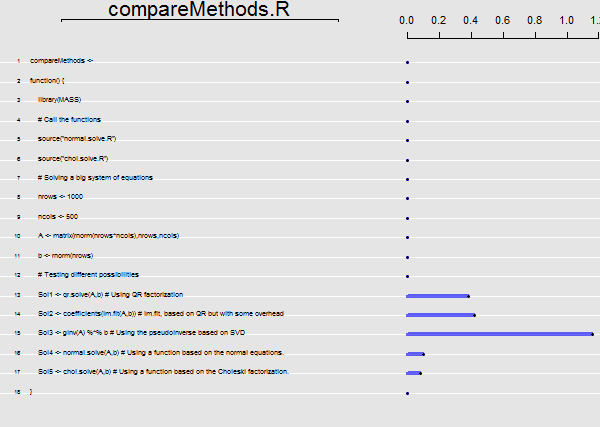 compareMethods.R
0.0 0.2 0.4 0.6 0.8 1.0 1.2
1 compareMethods <-
2 function() {
3 library(MASS)
4 # Call the functions
5 source("normal.solve.R")
6 source("chol.solve.R")
7 # Solving a big system of equations
8 nrows <- 1000
9 ncols <- 500
10 A <- matrix(rnorm(nrows*ncols),nrows,ncols)
11 b <- rnorm(nrows)
12 # Testing different possibilities
13 Sol1 <- qr.solve(A,b) # Using QR factorization
14 Sol2 <- coefficients(lm.fit(A,b)) # lm.fit, based on QR but with some overhead
15 Sol3 <- ginv(A) %*% b # Using the pseudoinverse based on SVD
16 Sol4 <- normal.solve(A,b) # Using a function based on the normal equations.
17 Sol5 <- chol.solve(A,b) # Using a function based on the Choleski factorization.
18 }